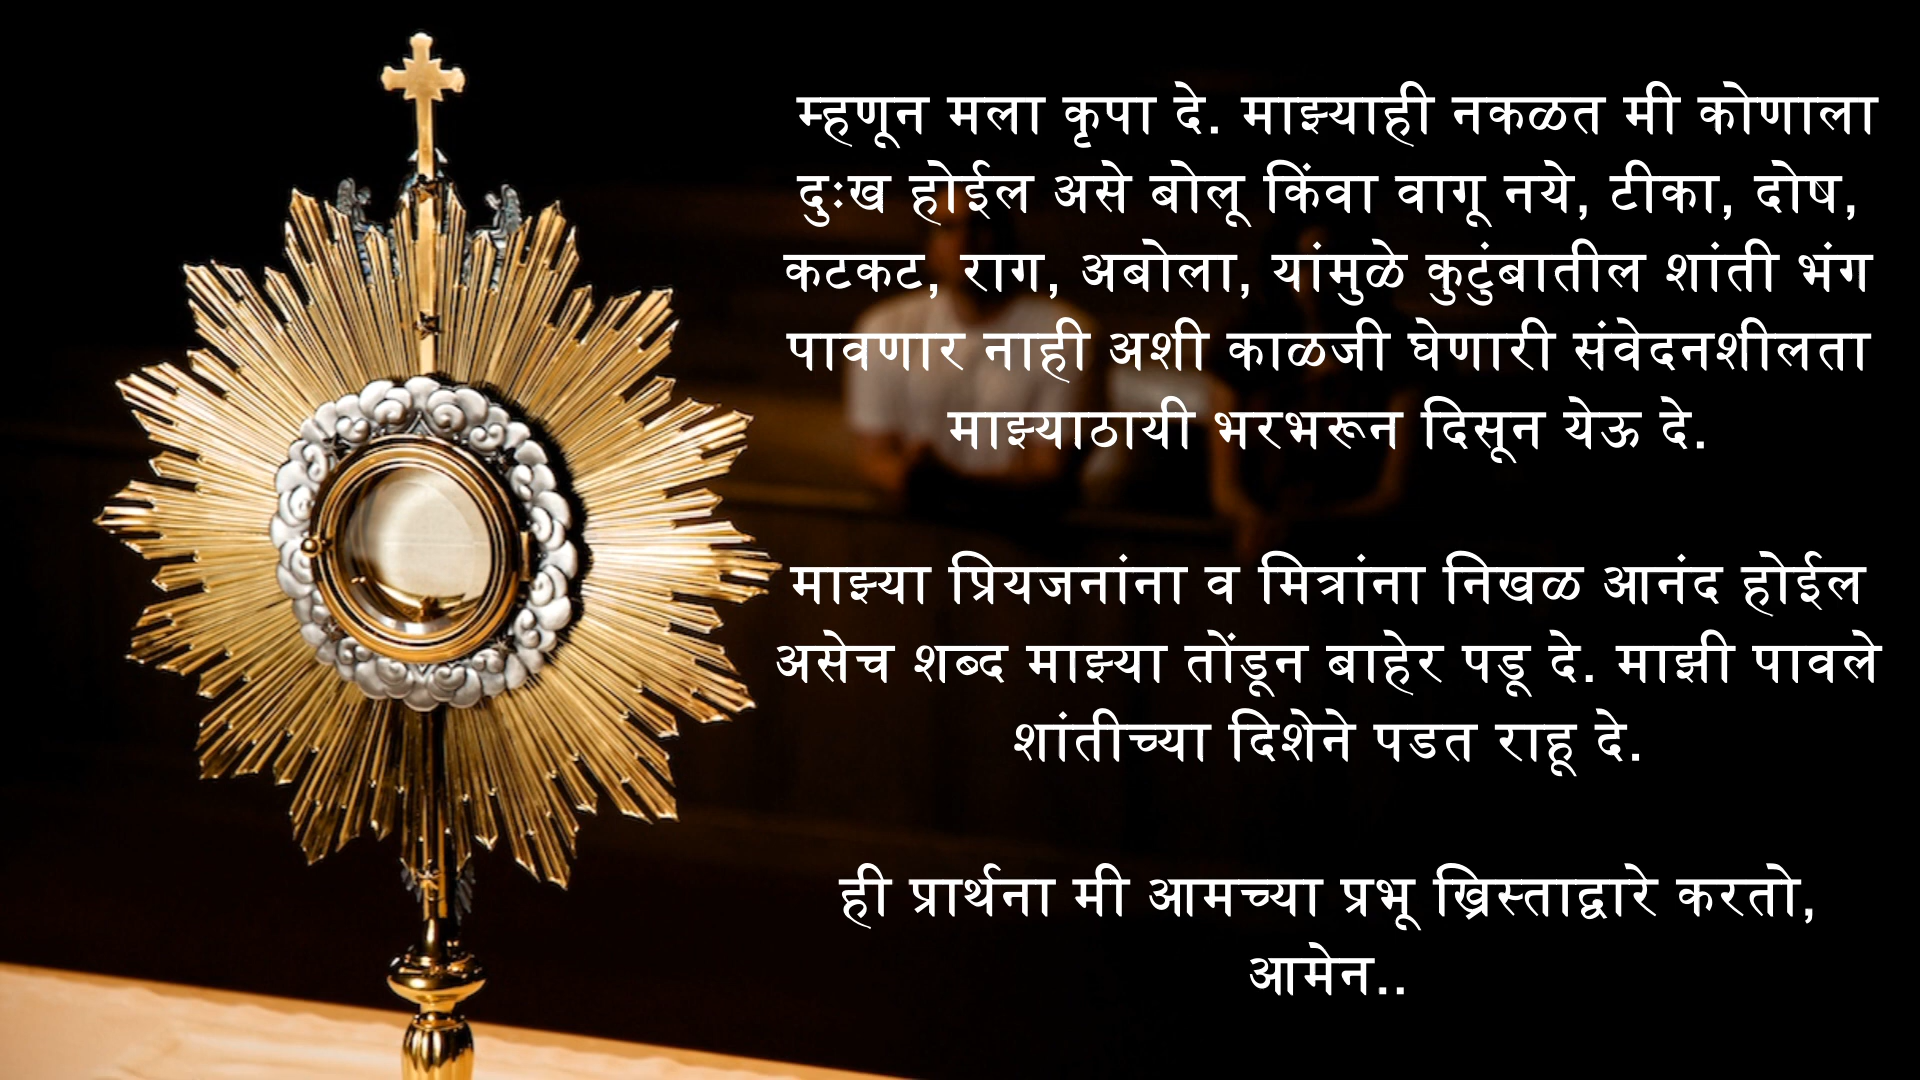 म्हणून मला कृपा दे. माझ्याही नकळत मी कोणाला
दुःख होईल असे बोलू किंवा वागू नये, टीका, दोष,
कटकट, राग, अबोला, यांमुळे कुटुंबातील शांती भंग
पावणार नाही अशी काळजी घेणारी संवेदनशीलता
माझ्याठायी भरभरून दिसून येऊ दे.
माझ्या प्रियजनांना व मित्रांना निखळ आनंद होईल
असेच शब्द माझ्या तोंडून बाहेर पडू दे. माझी पावले
शांतीच्या दिशेने पडत राहू दे.
ही प्रार्थना मी आमच्या प्रभू ख्रिस्ताद्वारे करतो,
आमेन..